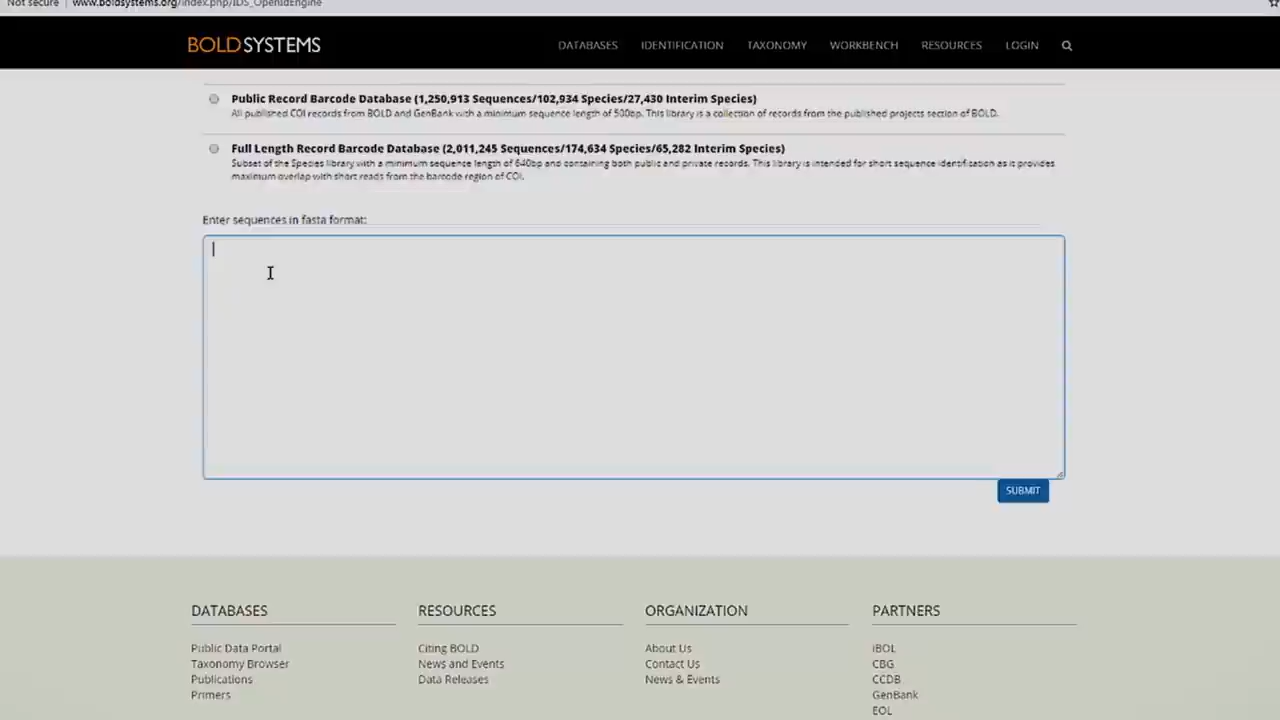 Not secure | www.boldsystems.org/index.php/IDS_OpenIdEngine
BOLDSYSTEMS DATABASES IDENTIFICATION TAXONOMY WORKBENCH RESOURCES LOGIN
Public Record Barcode Database (1,250,913 Sequences/102,934 Species/27,430 Interim Species)
All published COI records from BOLD and GenBank with a minimum sequence length of 500bp. This library is a collection of records from the published projects section of BOLD.
Full Length Record Barcode Database (2,011,245 Sequences/174,634 Species/65,282 Interim Species)
Subset of the Species library with a minimum sequence length of 640bp and containing both public and private records. This library is intended for short sequence identification as it provides
maximum overlap with short reads from the barcode region of COI.
Enter sequences in fasta format:
SUBMIT
DATABASES RESOURCES ORGANIZATION PARTNERS
Public Data Portal Citing BOLD About Us iBOL
Taxonomy Browser News and Events Contact Us CBG
Publications Data Releases News & Events CCDB
Primers GenBank
EOL